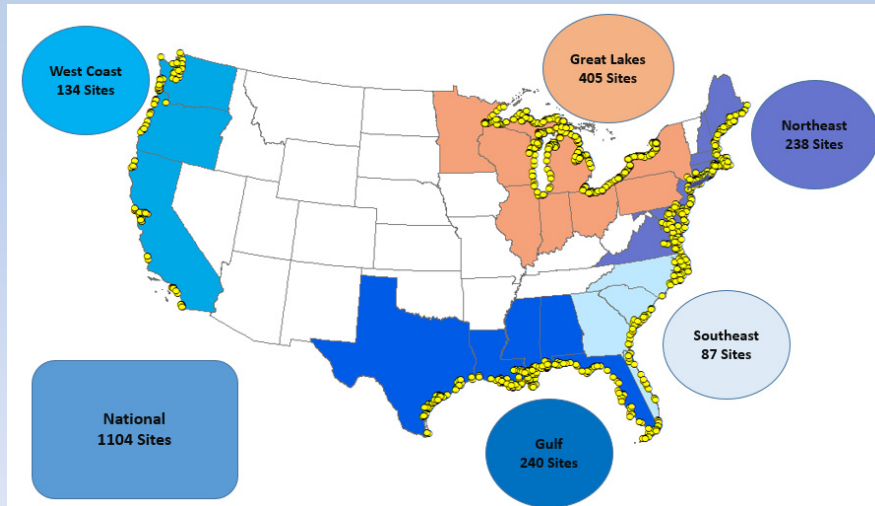 West Coast
134 Sites
Great Lakes
405 Sites
Northeast
238 Sites
Southeast
87 Sites
National
1104 Sites
Gulf
240 Sites